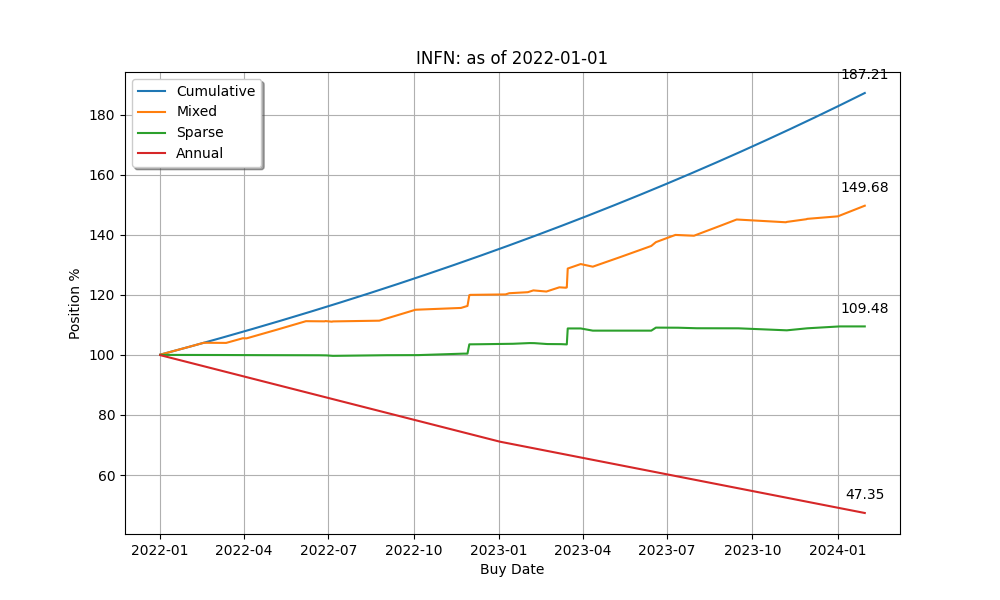 INFN: as of 2022-01-01
187.21
Cumulative
Mixed
Sparse
Annual
180
160
140
120
100
80
60
149.68
109.48
47.35
Position %
2022-01 2022-04 2022-07 2022-10 2023-01 2023-04 2023-07 2023-10 2024-01
Buy Date